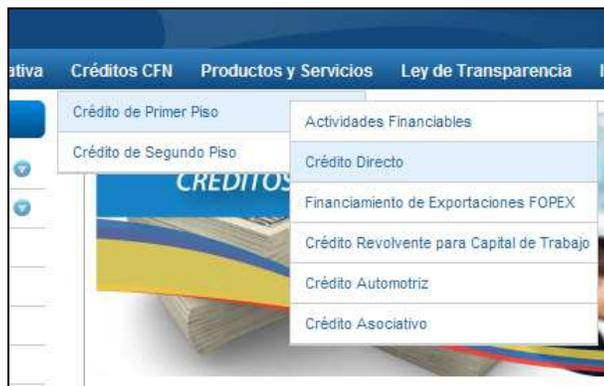 Créditos CFN Productos y Servicios Ley de Transparencia
Crédito de Primer Piso
Crédito de Segundo Piso
Actividades Financiables
Crédito Directo
Financiamiento de Exportaciones FOPEX
Crédito Revolvente para Capital de Trabajo
Crédito Automotriz
Crédito Asociativo
CRÉDITOS